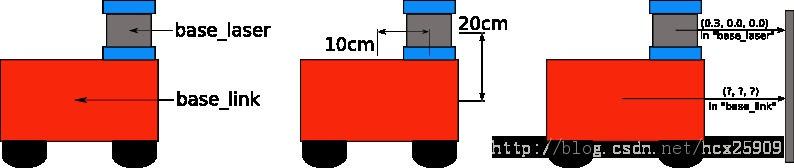 base_laser
base_link
10cm
20cm
(0.3, 0.0, 0.0)
in "base_laser"
(?, ?, ?)
in "base_link"
http://blog.csdn.net/hcx25909